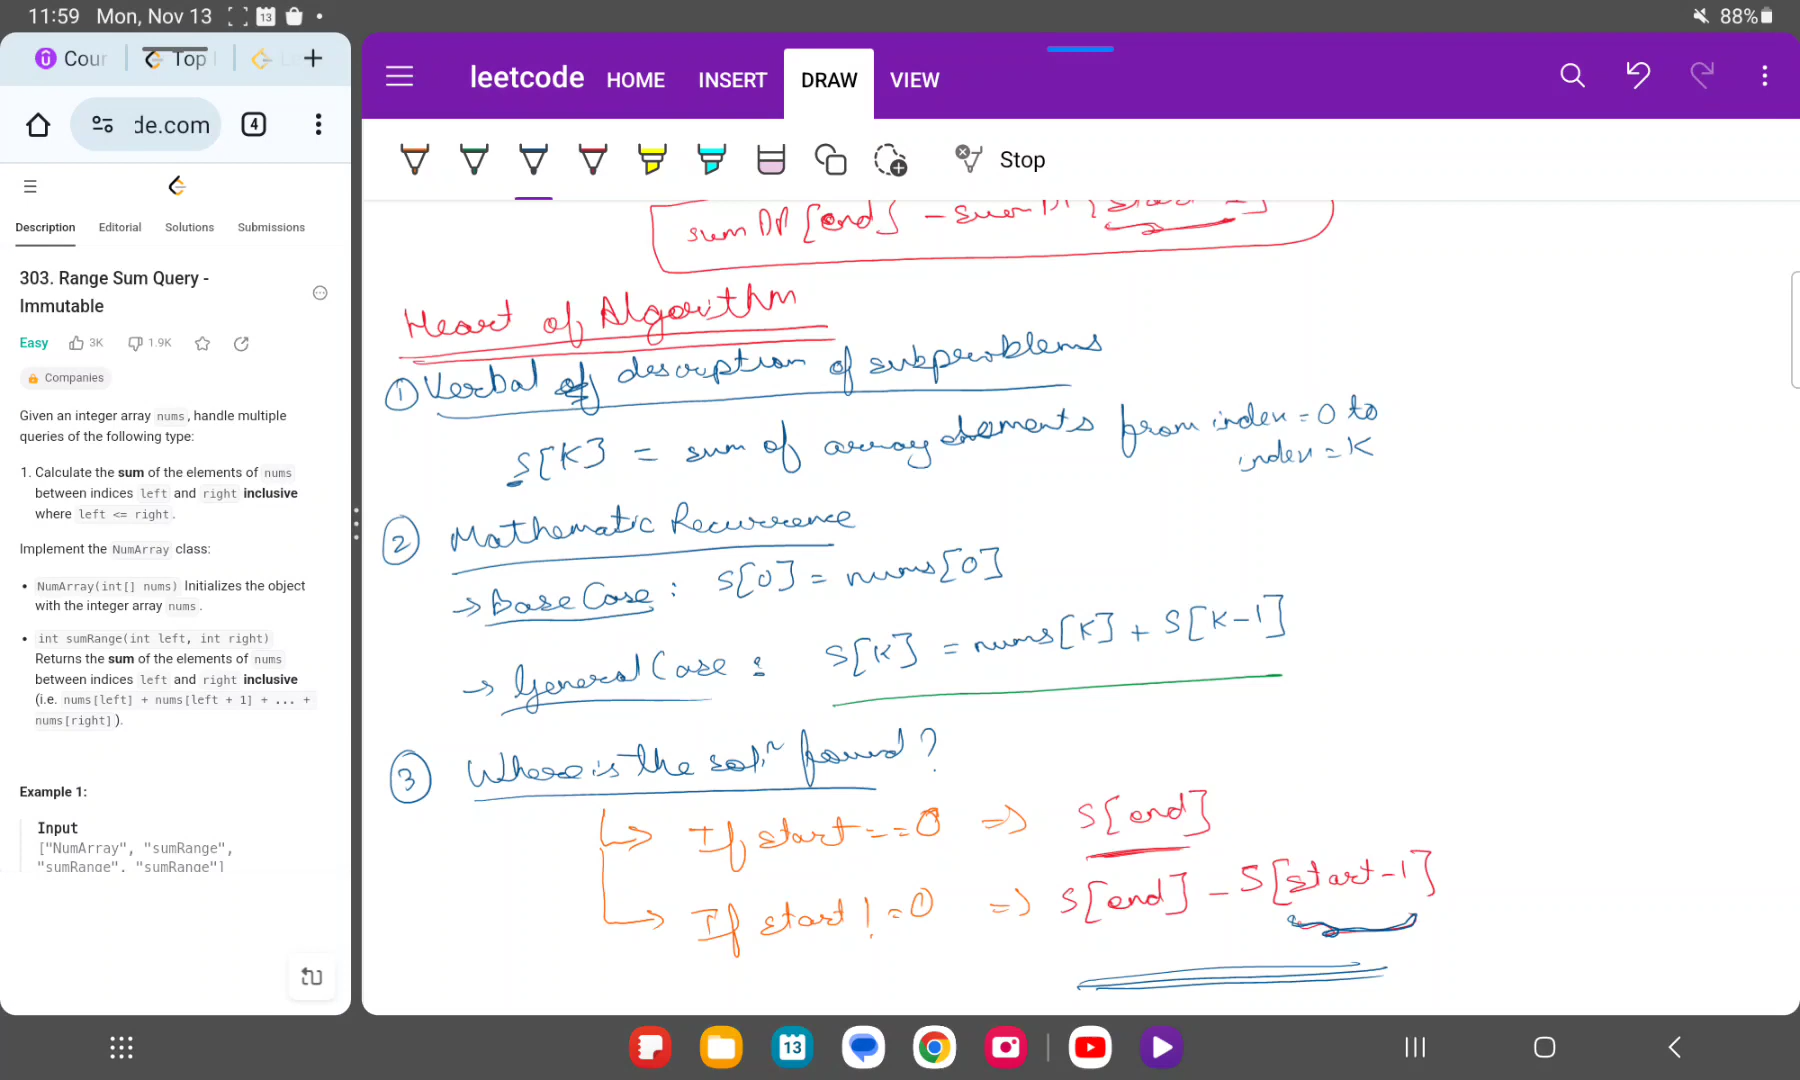 11:59 Mon, Nov 13 13 88%
Cour Top
de.com 4
Description Editorial Solutions Submissions
303. Range Sum Query -
Immutable
Easy 3K 1.9K
Companies
Given an integer array nums, handle multiple
queries of the following type:
1. Calculate the sum of the elements of nums
between indices left and right inclusive
where left <= right.
Implement the NumArray class:
• NumArray(int[] nums) Initializes the object
with the integer array nums.
• int sumRange(int left, int right)
Returns the sum of the elements of nums
between indices left and right inclusive
(i.e. nums[left] + nums[left + 1] + ... +
nums[right]).
Example 1:
Input
["NumArray", "sumRange",
"sumRange", "sumRange"]
leetcode HOME INSERT DRAW VIEW
Stop
sum DP [end] - sum DP [start - 1]
Heart of Algorithm
① Verbal of description of subproblems
S[K] = sum of array elements from index = 0 to
index = K
② Mathematic Recurrence
→ Base Case : S[0] = nums[0]
→ General Case : S[K] = nums[K] + S[K-1]
③ Where is the solⁿ found?
↳ If start == 0 => S[end]
↳ If start != 0 => S[end] - S[start-1]
13